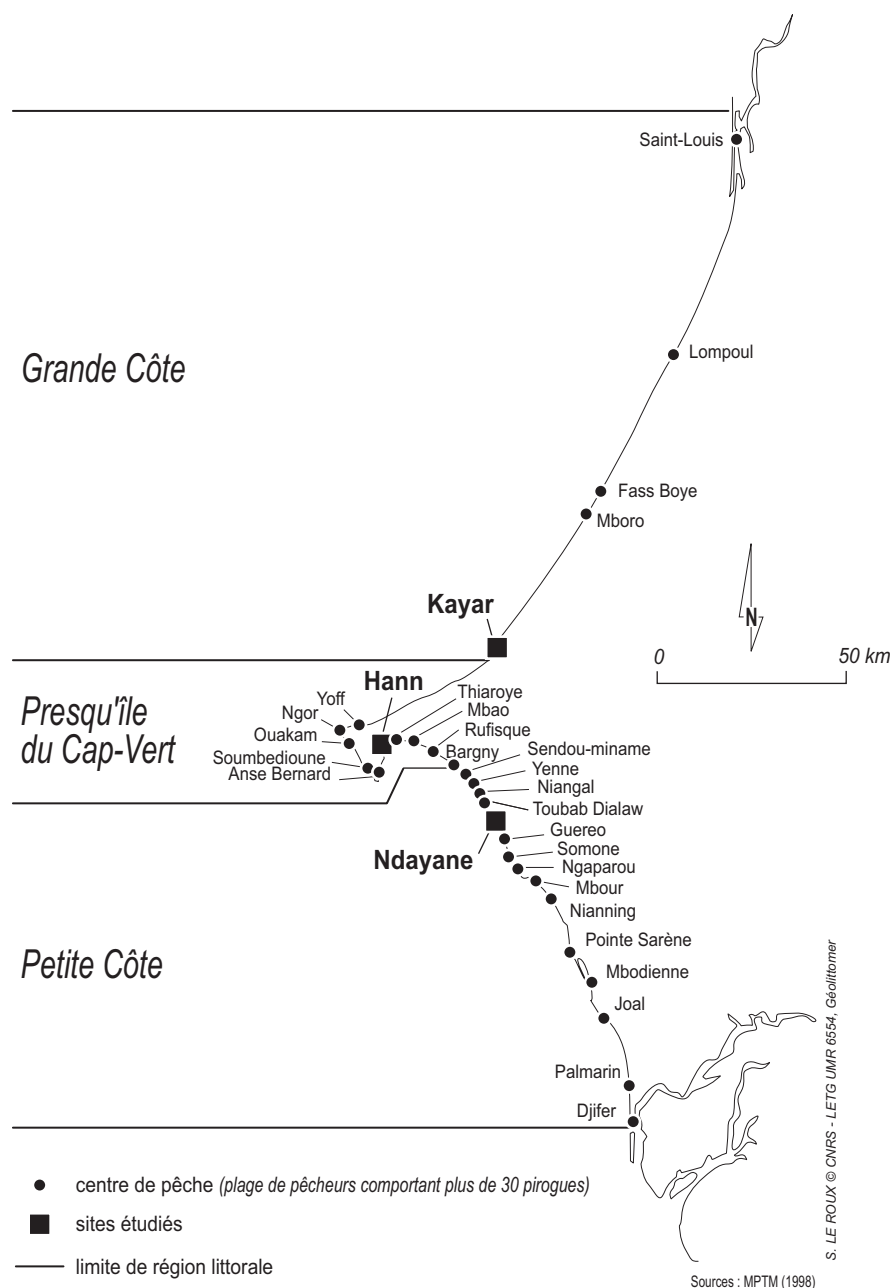 Saint-Louis
Grande Côte
Lompoul
Fass Boye
Mboro
N
Kayar
0 50 km
Hann
Presqu'île
du Cap-Vert
Yoff
Ngor
Ouakam
Soumbedioune
Anse Bernard
Thiaroye
Mbao
Rufisque
Bargny
Sendou-miname
Yenne
Niangal
Toubab Dialaw
Ndayane
Guereo
Somone
Ngaparou
Mbour
Nianning
Petite Côte
Pointe Sarène
Mbodienne
Joal
Palmarin
Djifer
centre de pêche (plage de pêcheurs comportant plus de 30 pirogues)
sites étudiés
limite de région littorale
S. LE ROUX © CNRS - LETG UMR 6554, Géolittomer
Sources : MPTM (1998)